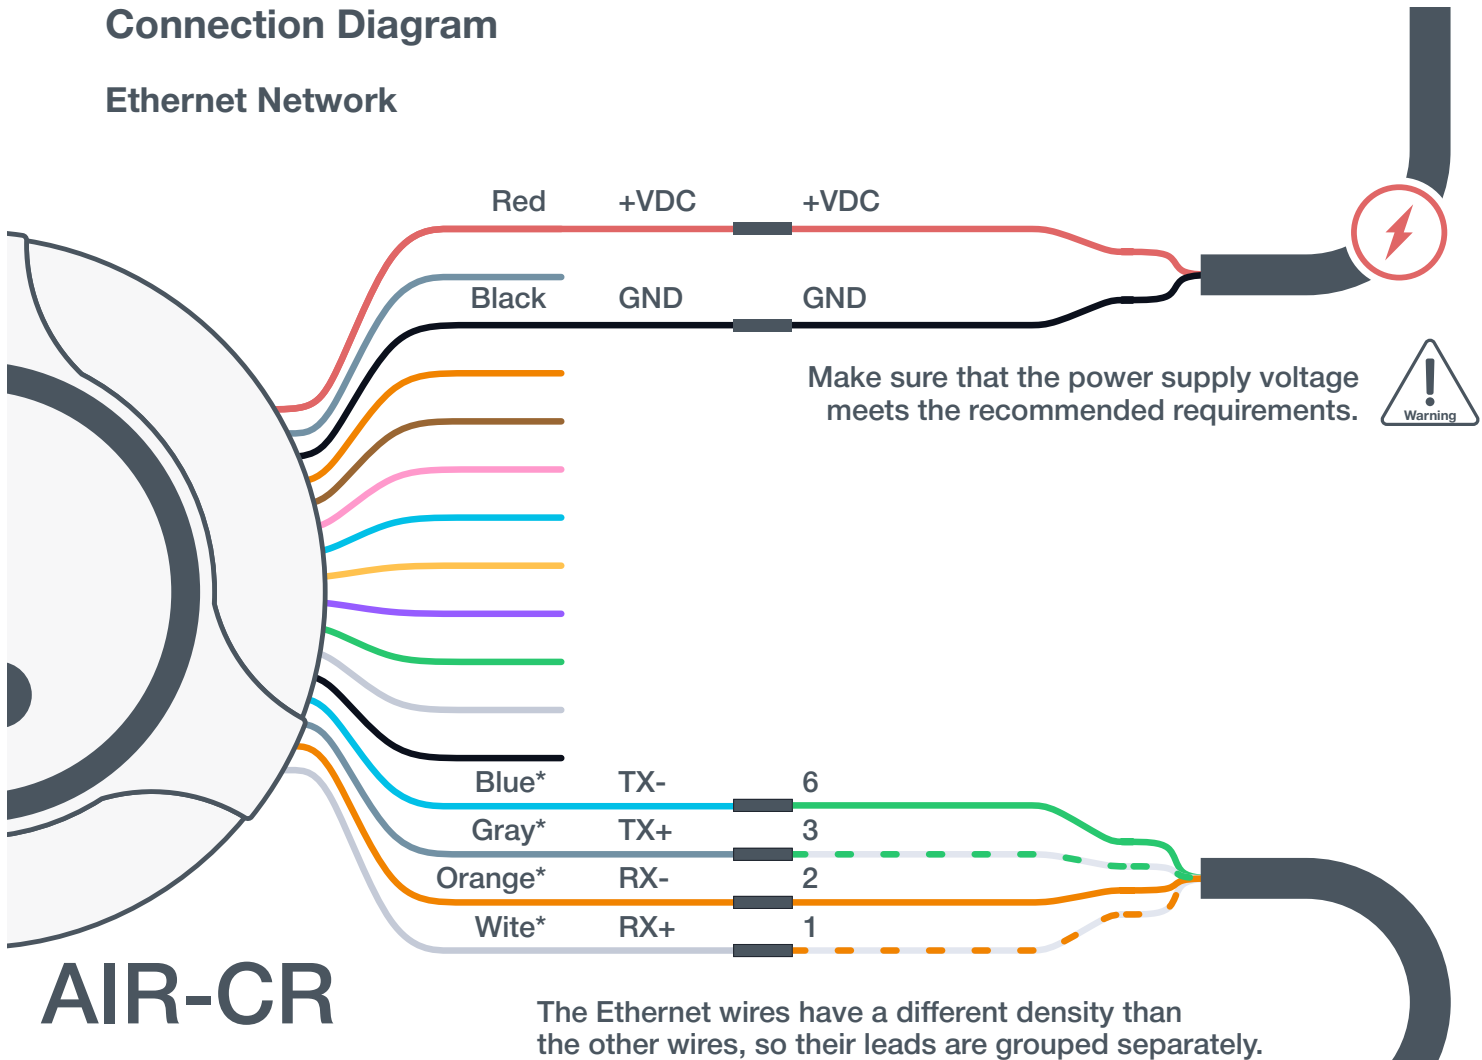 Connection Diagram
Ethernet Network
Red +VDC +VDC
Black GND GND
Make sure that the power supply voltage
meets the recommended requirements.
Warning
Blue* TX- 6
Gray* TX+ 3
Orange* RX- 2
Wite* RX+ 1
AIR-CR
The Ethernet wires have a different density than
the other wires, so their leads are grouped separately.